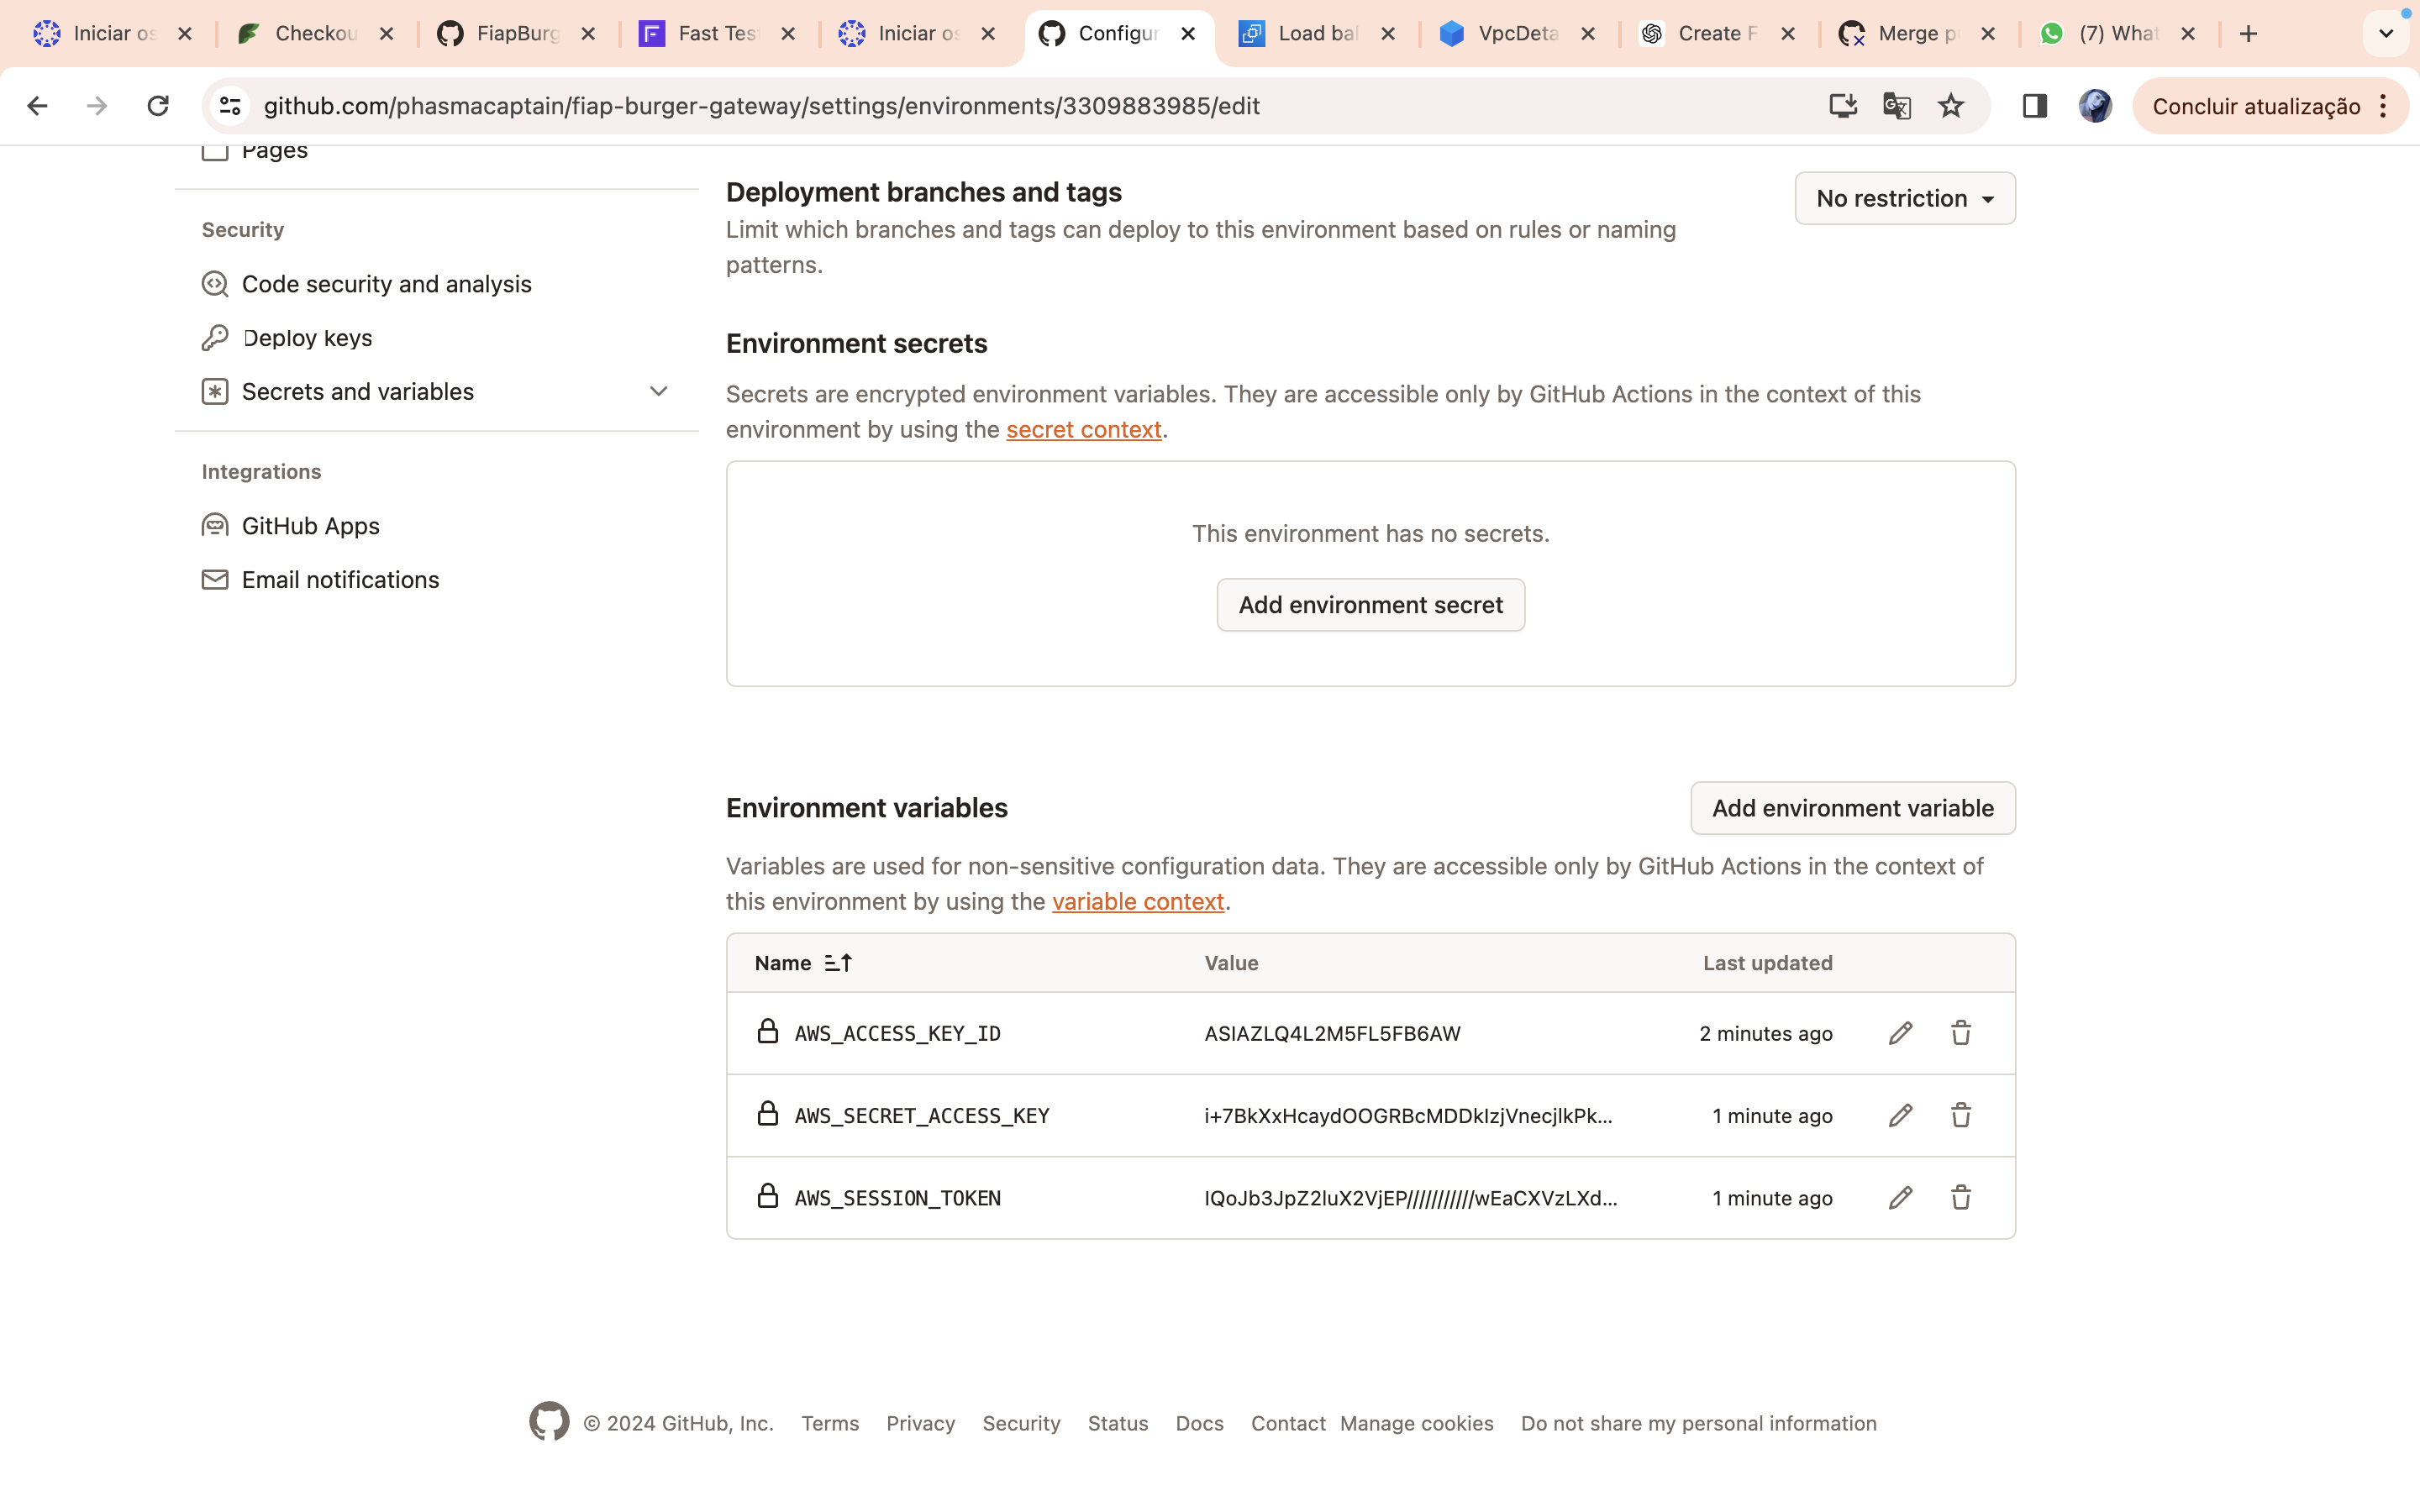 Iniciar os
Checkou
FiapBurg
Fast Tes
Iniciar os
Configur
Load bal
VpcDeta
Create F
Merge p
(7) What
github.com/phasmacaptain/fiap-burger-gateway/settings/environments/3309883985/edit
Concluir atualização
Pages
Security
Code security and analysis
Deploy keys
Secrets and variables
Integrations
GitHub Apps
Email notifications
Deployment branches and tags
No restriction
Limit which branches and tags can deploy to this environment based on rules or naming
patterns.
Environment secrets
Secrets are encrypted environment variables. They are accessible only by GitHub Actions in the context of this
environment by using the secret context.
This environment has no secrets.
Add environment secret
Environment variables
Add environment variable
Variables are used for non-sensitive configuration data. They are accessible only by GitHub Actions in the context of
this environment by using the variable context.
Name Value Last updated
AWS_ACCESS_KEY_ID ASIAZLQ4L2M5FL5FB6AW 2 minutes ago
AWS_SECRET_ACCESS_KEY i+7BkXxHcaydOOGRBcMDDkIzjVnecjlkPk... 1 minute ago
AWS_SESSION_TOKEN IQoJb3JpZ2luX2VjEP///////////wEaCXVzLXd... 1 minute ago
© 2024 GitHub, Inc. Terms Privacy Security Status Docs Contact Manage cookies Do not share my personal information